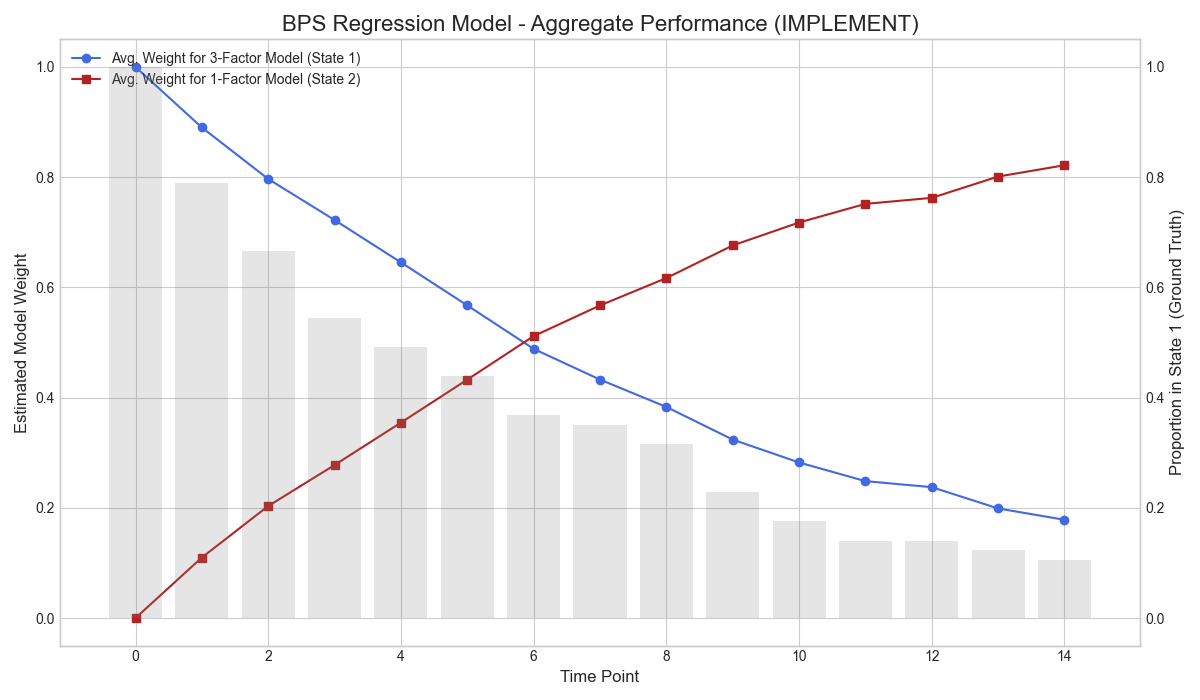 BPS Regression Model - Aggregate Performance (IMPLEMENT)
Avg. Weight for 3-Factor Model (State 1)
Avg. Weight for 1-Factor Model (State 2)
Estimated Model Weight
1.0
0.8
0.6
0.4
0.2
0.0
1.0
0.8
0.6
0.4
0.2
0.0
Proportion in State 1 (Ground Truth)
0 2 4 6 8 10 12 14
Time Point